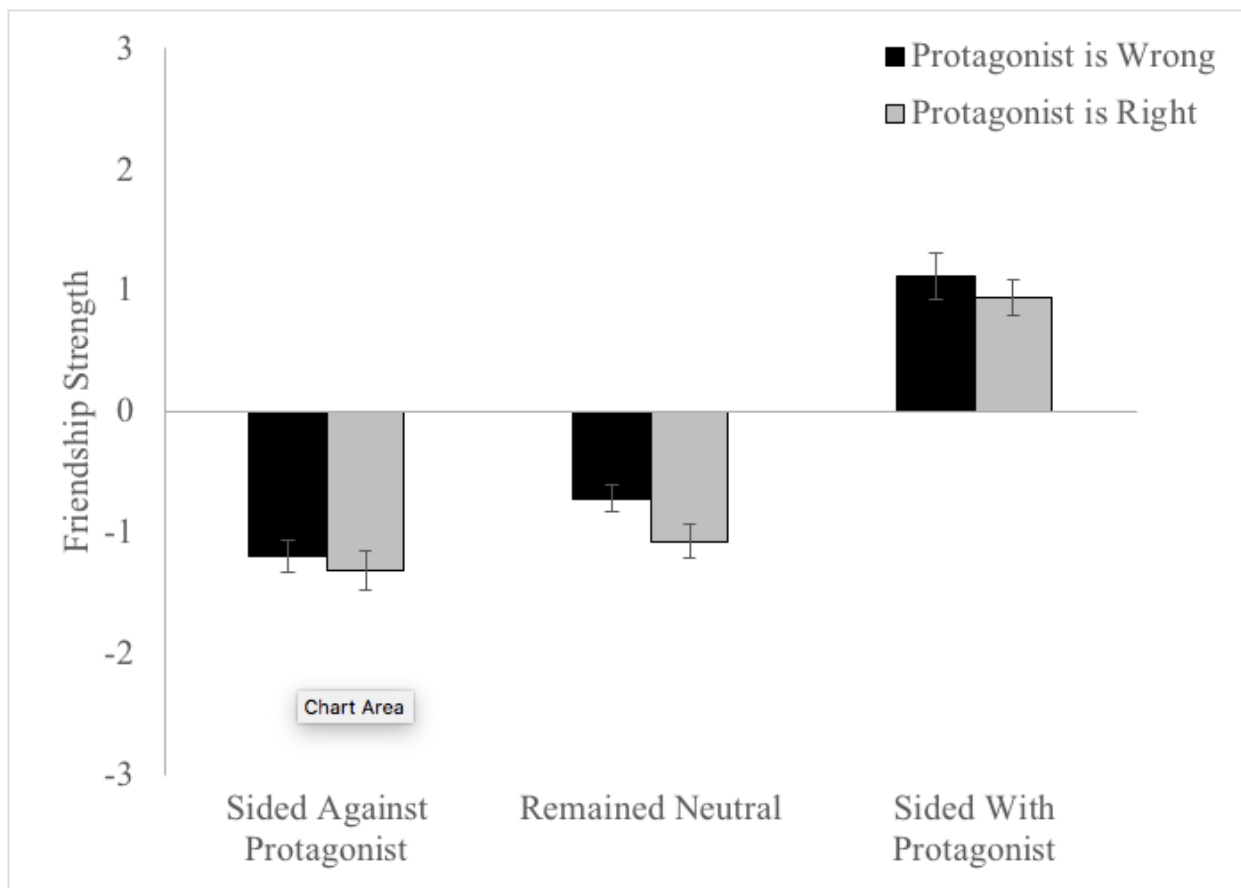 3
Protagonist is Wrong
Protagonist is Right
2
1
0
-1
-2
-3
Friendship Strength
Chart Area
Sided Against
Protagonist
Remained Neutral
Sided With
Protagonist